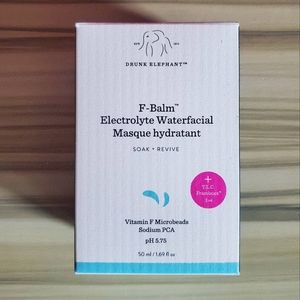 DRUNK ELEPHANT™
F-Balm™
Electrolyte Waterfacial
Masque hydratant
SOAK + REVIVE
+
T.L.C.
Framboos™
Vitamin F Microbeads
Sodium PCA
pH 5.75
50 ml / 1.69 fl oz